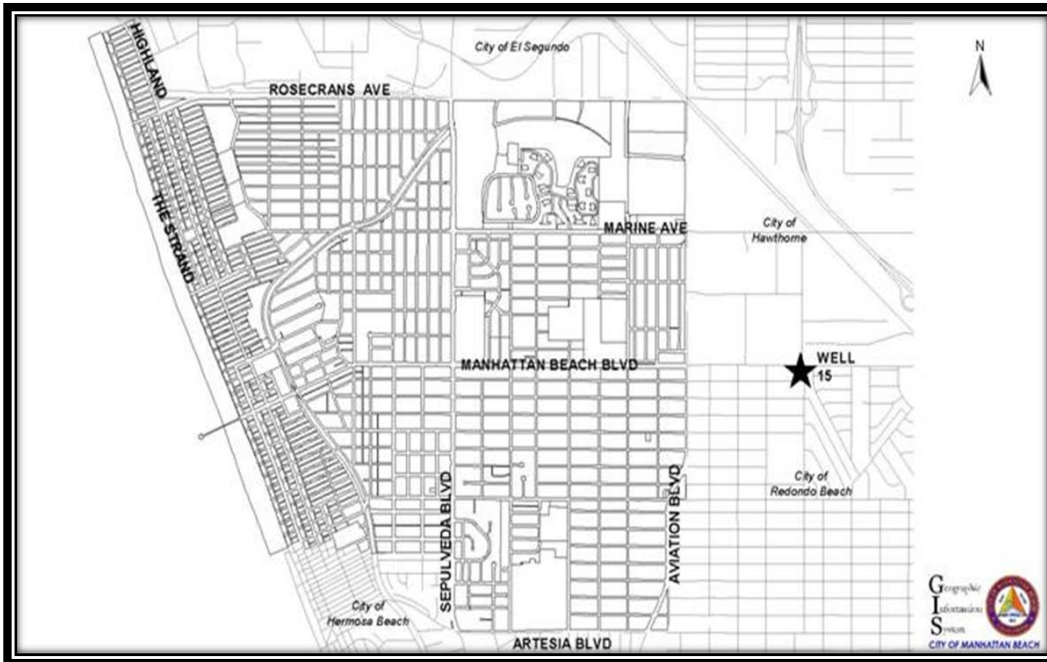 HIGHLAND
City of El Segundo
N
ROSECRANS AVE
THE STRAND
MARINE AVE
City of
Hawthorne
MANHATTAN BEACH BLVD
WELL
15
SEPULVEDA BLVD
AVIATION BLVD
City of
Redondo Beach
City of
Hermosa Beach
ARTESIA BLVD
Geographic
Information
System
CITY OF MANHATTAN BEACH